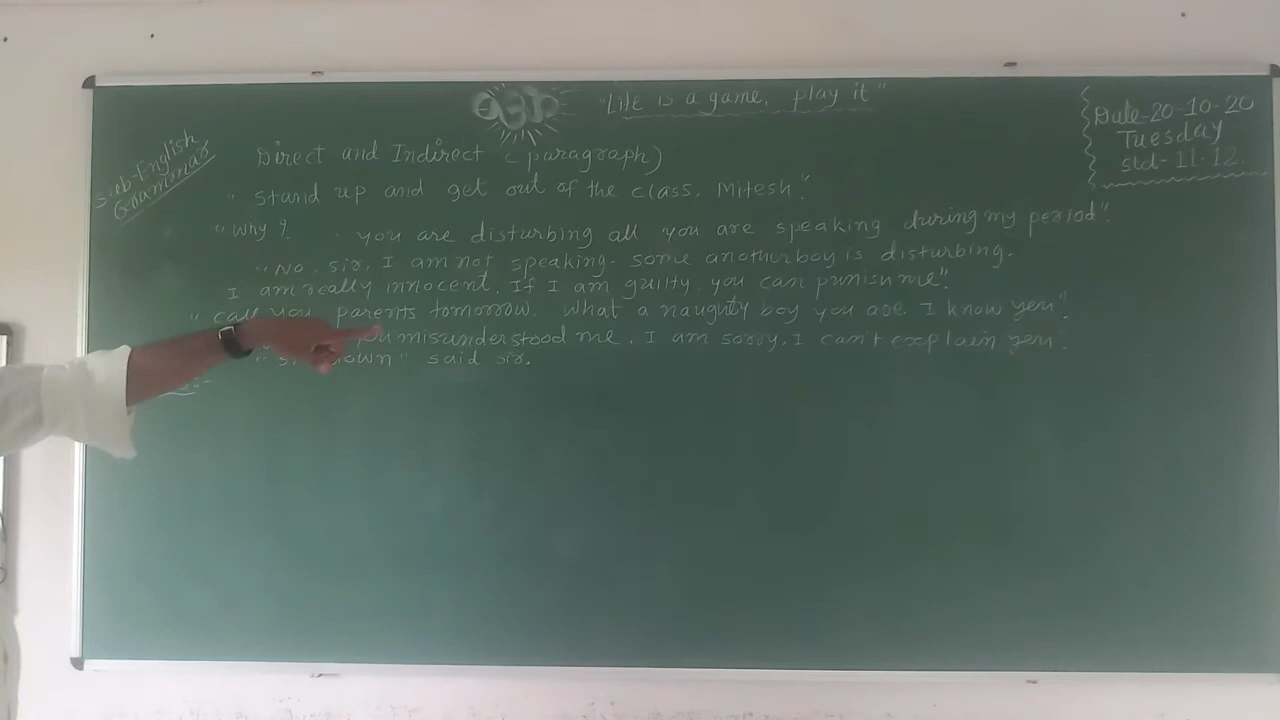 "Life is a game, play it"
Date-20-10-20
Tuesday
std-11-12.
Sub-English
Grammar
Direct and Indirect (paragraph)
"Stand up and get out of the class, Mitesh."
"Why? you are disturbing all you are speaking during my period".
"No, sir, I am not speaking. some another boy is disturbing.
I am really innocent. If I am guilty, you can punish me".
"call you parents tomorrow. What a naughty boy you are. I know you".
you misunderstood me. I am sorry. I can't explain you.
down" said sir.